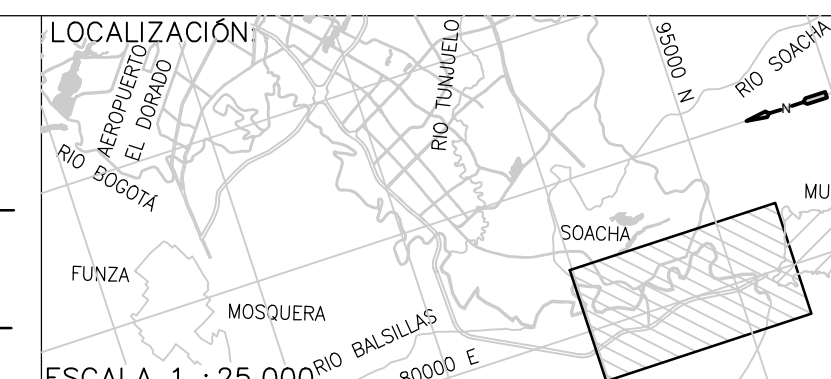 LOCALIZACIÓN:
AEROPUERTO
EL DORADO
RIO BOGOTÁ
RIO TUNJUELO
95000 N
RIO SOACHA
N
MU
SOACHA
FUNZA
MOSQUERA
RIO BALSILLAS
80000 E
ESCALA 1 : 25.000